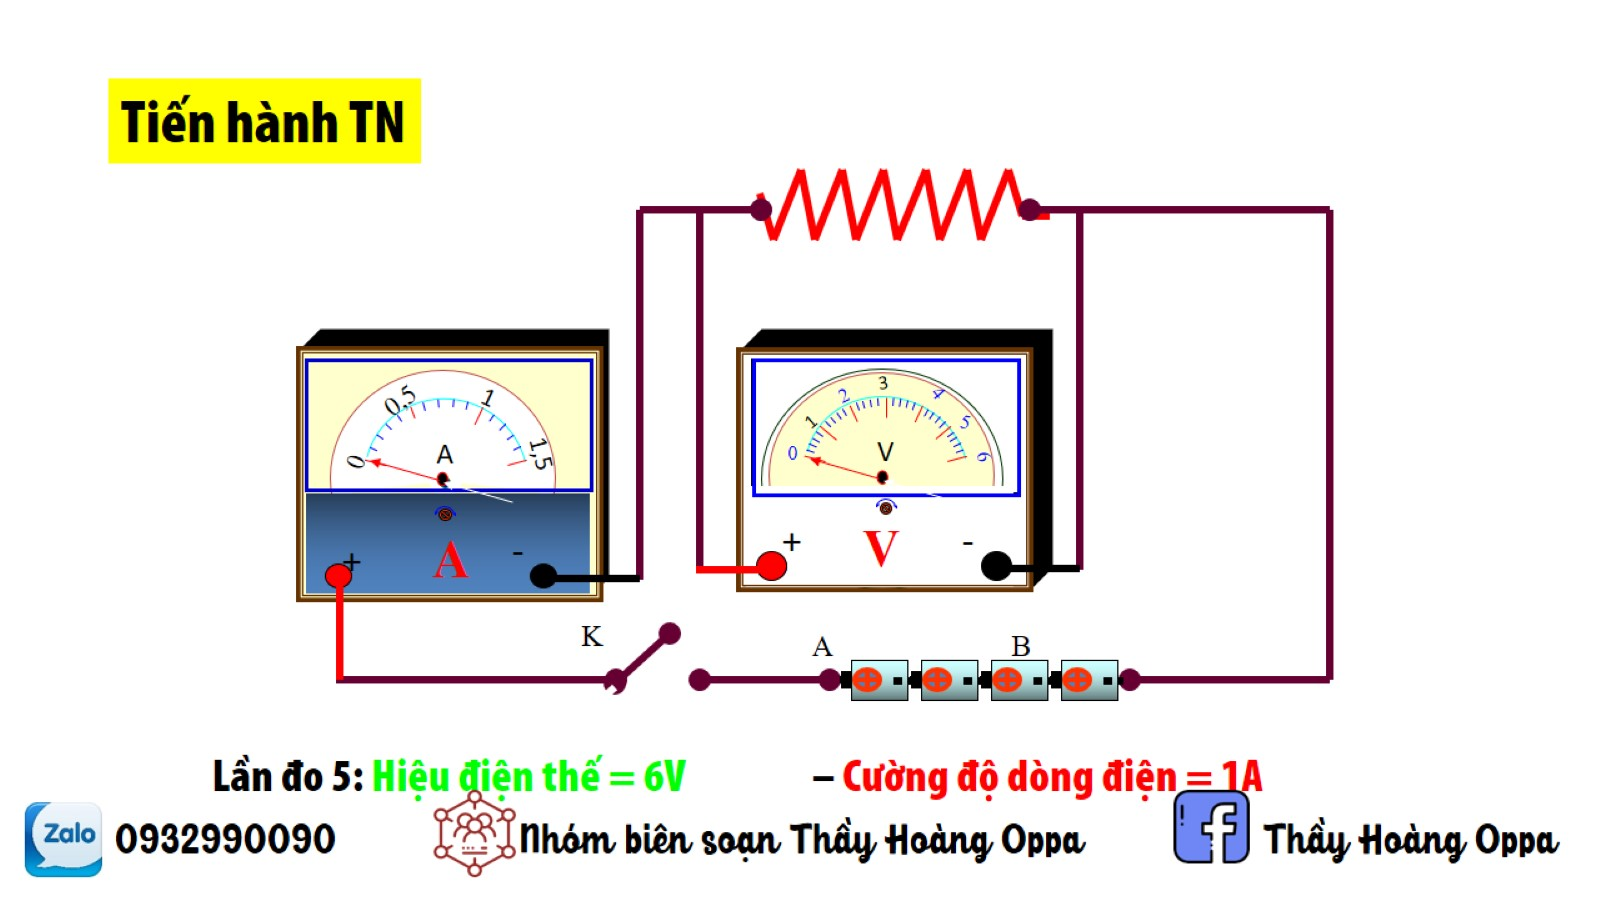 Tiến hành TN
0 0,5 1 1,5
A
+ A -
0 1 2 3 4 5 6
V
+ V -
K
A B
Lần đo 5: Hiệu điện thế = 6V – Cường độ dòng điện = 1A
Zalo 0932990090 Nhóm biên soạn Thầy Hoàng Oppa Thầy Hoàng Oppa